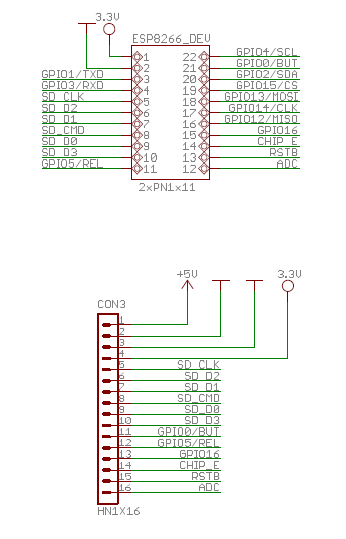 3.3V
ESP8266_DEV
1 22 GPIO4/SCL
2 21 GPIO0/BUT
GPIO1/TXD 3 20 GPIO2/SDA
GPIO3/RXD 4 19 GPIO15/CS
SD_CLK 5 18 GPIO13/MOSI
SD_D2 6 17 GPIO14/CLK
SD_D1 7 16 GPIO12/MISO
SD_CMD 8 15 GPIO16
SD_D0 9 14 CHIP_E
SD_D3 10 13 RSTB
GPIO5/REL 11 12 ADC
2xPN1x11
+5V 3.3V
CON3
1
2
3
4
5 SD_CLK
6 SD_D2
7 SD_D1
8 SD_CMD
9 SD_D0
10 SD_D3
11 GPIO0/BUT
12 GPIO5/REL
13 GPIO16
14 CHIP_E
15 RSTB
16 ADC
HN1X16